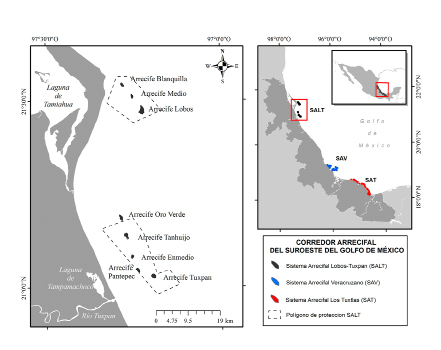 97°30'0"O
97°0'0"O
21°30'0"N
21°0'0"N
N
S
Laguna
de
Tamiahua
Arrecife Blanquilla
Arrecife Medio
Arrecife Lobos
Arrecife Oro Verde
Arrecife Tanhuijo
Arrecife Enmedio
Arrecife
Pantepec
Arrecife Tuxpan
Laguna
de
Tampamachoco
Río Tuxpan
0 4.75 9.5 19 km
98°0'0"O
96°0'0"O
94°0'0"O
22°0'0"N
20°0'0"N
18°0'0"N
SALT
SAV
SAT
Golfo
de
México
CORREDOR ARRECIFAL
DEL SUROESTE DEL GOLFO DE MÉXICO
Sistema Arrecifal Lobos-Tuxpan (SALT)
Sistema Arrecifal Veracruzano (SAV)
Sistema Arrecifal Los Tuxtlas (SAT)
Polígono de protección SALT